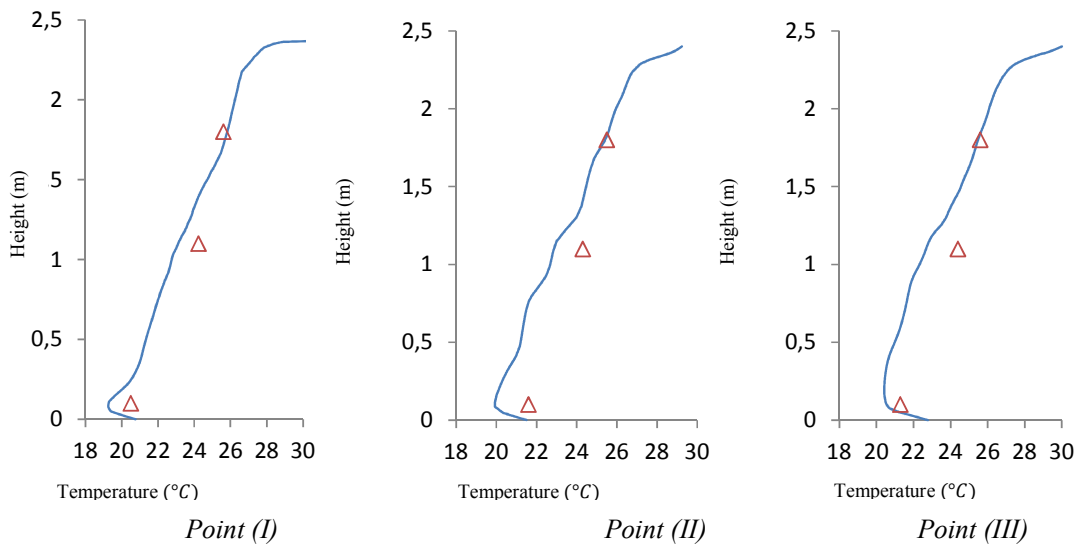 2,5
2
5
1
0,5
0
18 20 22 24 26 28 30
Height (m)
Temperature (°C)
Point (I)
2,5
2
1,5
1
0,5
0
18 20 22 24 26 28 30
Height (m)
Temperature (°C)
Point (II)
2,5
2
1,5
1
0,5
0
18 20 22 24 26 28 30
Height (m)
Temperature (°C)
Point (III)